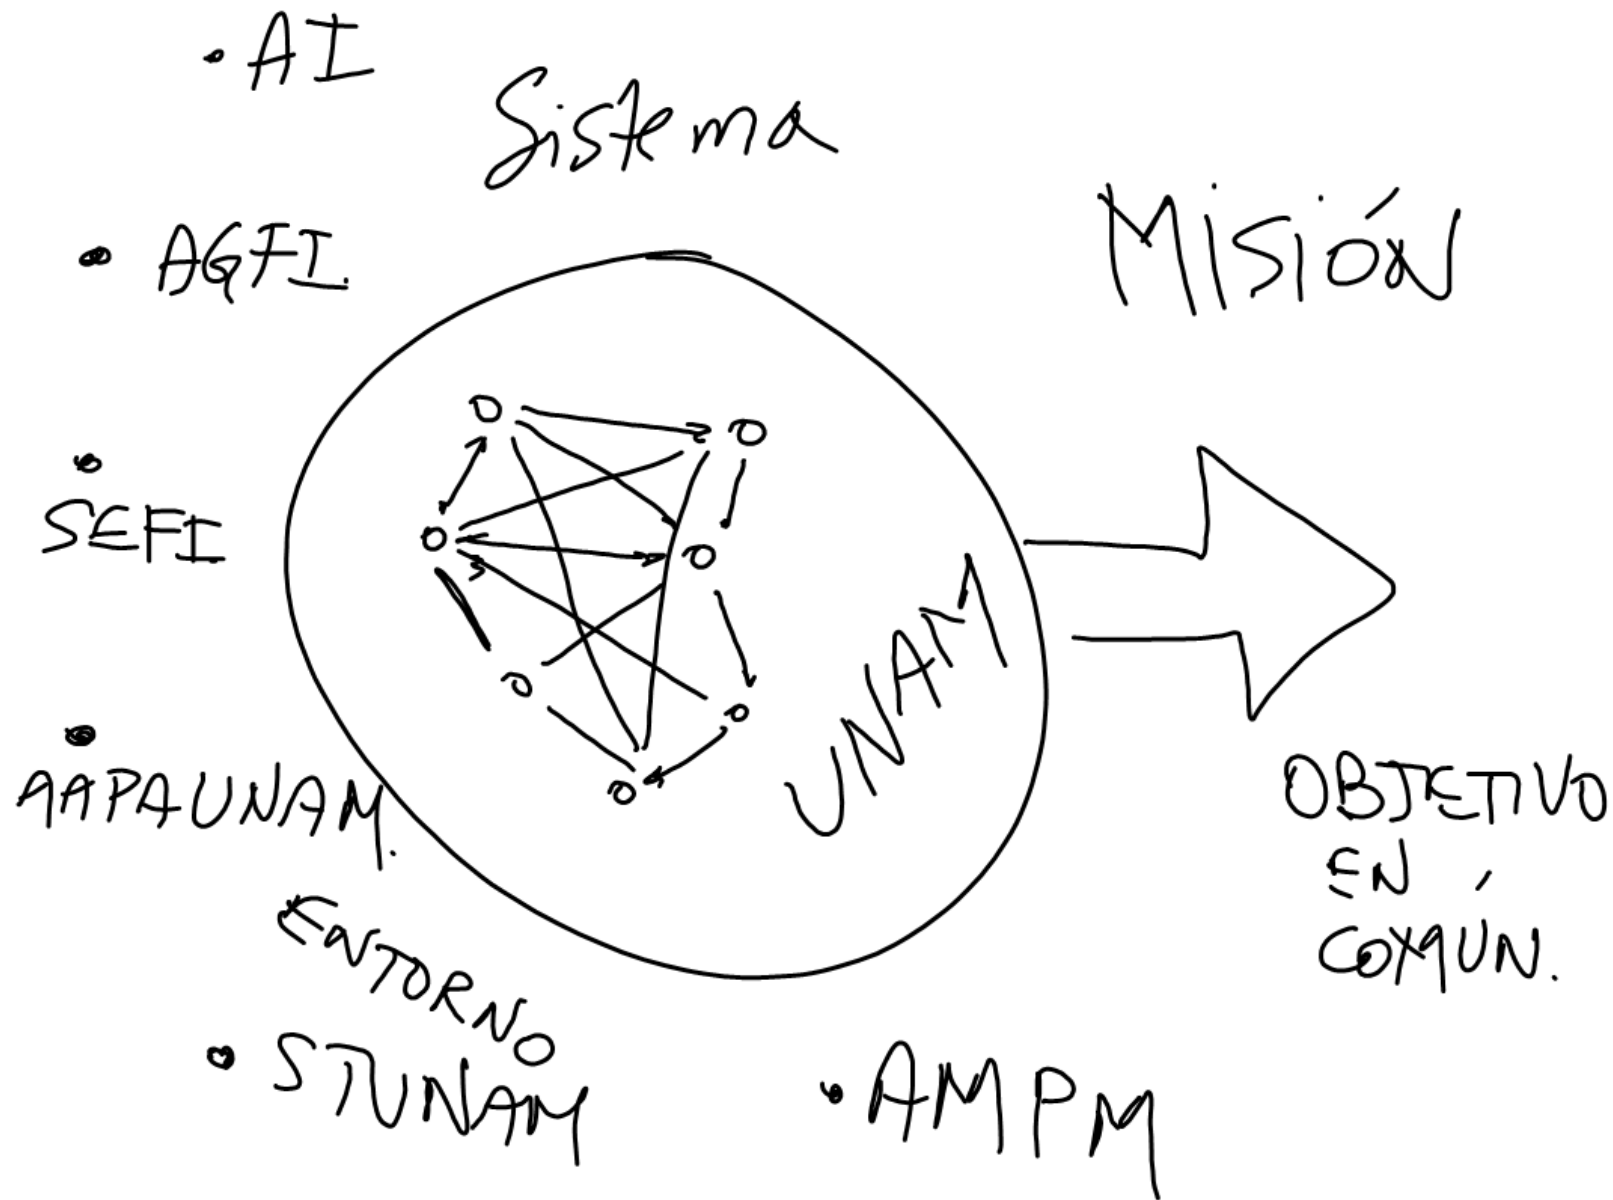 • AI
Sistema
MISIÓN
• AGFI.
• SEFI
UNAM
• AAPAUNAM.
OBJETIVO
EN
COMÚN.
ENTORNO
• STUNAM
• AMPM